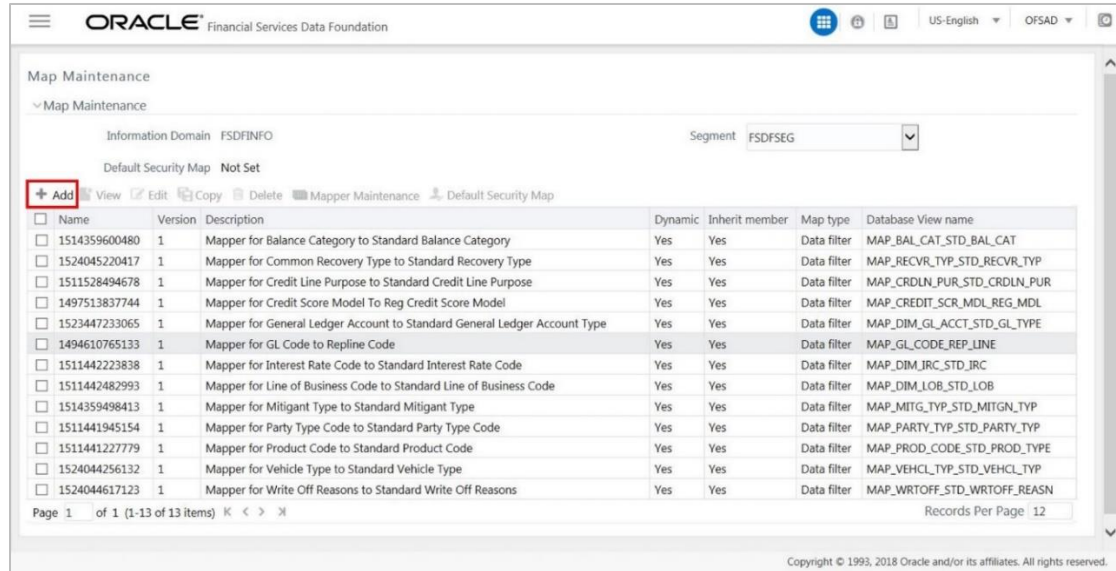 ORACLE® Financial Services Data Foundation US-English OFSAD
Map Maintenance
Map Maintenance
Information Domain FSDFINFO Segment FSDFSEG
Default Security Map Not Set
Add View Edit Copy Delete Mapper Maintenance Default Security Map
Name Version Description Dynamic Inherit member Map type Database View name
1514359600480 1 Mapper for Balance Category to Standard Balance Category Yes Yes Data filter MAP_BAL_CAT_STD_BAL_CAT
1524045220417 1 Mapper for Common Recovery Type to Standard Recovery Type Yes Yes Data filter MAP_RECVR_TYP_STD_RECVR_TYP
1511528494678 1 Mapper for Credit Line Purpose to Standard Credit Line Purpose Yes Yes Data filter MAP_CRDLN_PUR_STD_CRDLN_PUR
1497513837744 1 Mapper for Credit Score Model To Reg Credit Score Model Yes Yes Data filter MAP_CREDIT_SCR_MDL_REG_MDL
1523447233065 1 Mapper for General Ledger Account to Standard General Ledger Account Type Yes Yes Data filter MAP_DIM_GL_ACCT_STD_GL_TYPE
1494610765133 1 Mapper for GL Code to Repline Code Yes Yes Data filter MAP_GL_CODE_REP_LINE
1511442223838 1 Mapper for Interest Rate Code to Standard Interest Rate Code Yes Yes Data filter MAP_DIM_IRC_STD_IRC
1511442482993 1 Mapper for Line of Business Code to Standard Line of Business Code Yes Yes Data filter MAP_DIM_LOB_STD_LOB
1514359498413 1 Mapper for Mitigant Type to Standard Mitigant Type Yes Yes Data filter MAP_MITG_TYP_STD_MITGN_TYP
1511441945154 1 Mapper for Party Type Code to Standard Party Type Code Yes Yes Data filter MAP_PARTY_TYP_STD_PARTY_TYP
1511441227779 1 Mapper for Product Code to Standard Product Code Yes Yes Data filter MAP_PROD_CODE_STD_PROD_TYPE
1524044256132 1 Mapper for Vehicle Type to Standard Vehicle Type Yes Yes Data filter MAP_VEHCL_TYP_STD_VEHCL_TYP
1524044617123 1 Mapper for Write Off Reasons to Standard Write Off Reasons Yes Yes Data filter MAP_WRTOFF_STD_WRTOFF_REASN
Page 1 of 1 (1-13 of 13 items) Records Per Page 12
Copyright © 1993, 2018 Oracle and/or its affiliates. All rights reserved.